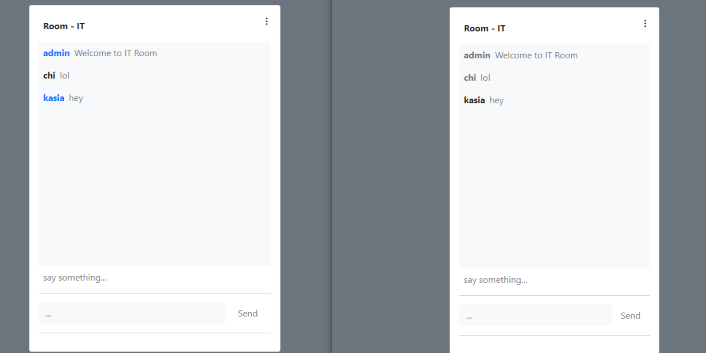 Room - IT
admin Welcome to IT Room
chi lol
kasia hey
say something...
... Send
Room - IT
admin Welcome to IT Room
chi lol
kasia hey
say something...
... Send